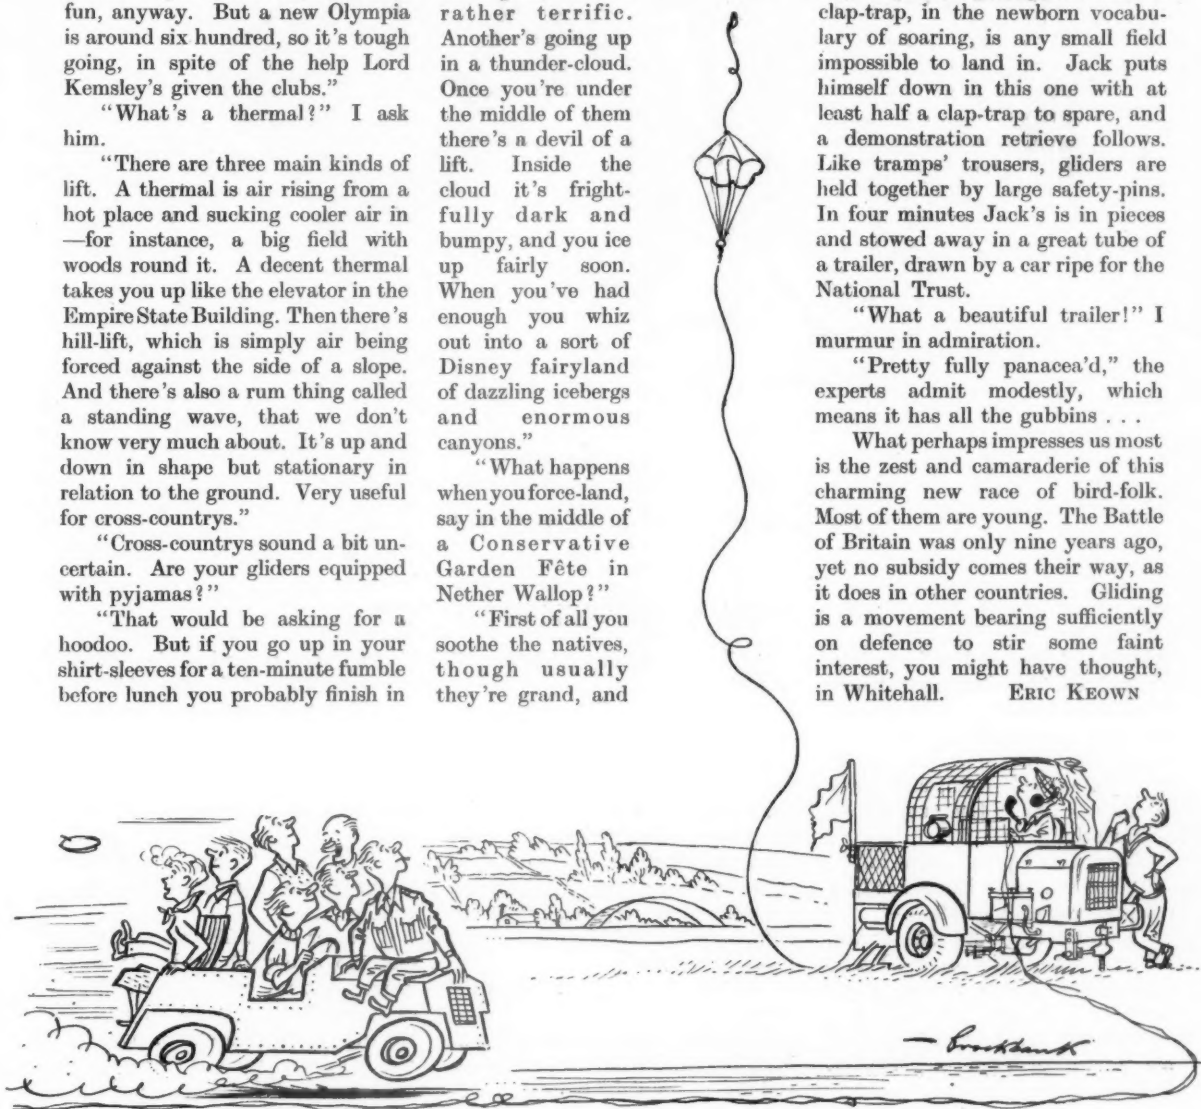 fun, anyway. But a new Olympia
is around six hundred, so it's tough
going, in spite of the help Lord
Kemsley's given the clubs."
"What's a thermal?" I ask
him.
"There are three main kinds of
lift. A thermal is air rising from a
hot place and sucking cooler air in
—for instance, a big field with
woods round it. A decent thermal
takes you up like the elevator in the
Empire State Building. Then there's
hill-lift, which is simply air being
forced against the side of a slope.
And there's also a rum thing called
a standing wave, that we don't
know very much about. It's up and
down in shape but stationary in
relation to the ground. Very useful
for cross-countrys."
"Cross-countrys sound a bit un-
certain. Are your gliders equipped
with pyjamas?"
"That would be asking for a
hoodoo. But if you go up in your
shirt-sleeves for a ten-minute fumble
before lunch you probably finish in
rather terrific.
Another's going up
in a thunder-cloud.
Once you're under
the middle of them
there's a devil of a
lift. Inside the
cloud it's fright-
fully dark and
bumpy, and you ice
up fairly soon.
When you've had
enough you whiz
out into a sort of
Disney fairyland
of dazzling icebergs
and enormous
canyons."
"What happens
when you force-land,
say in the middle of
a Conservative
Garden Fête in
Nether Wallop?"
"First of all you
soothe the natives,
though usually
they're grand, and
clap-trap, in the newborn vocabu-
lary of soaring, is any small field
impossible to land in. Jack puts
himself down in this one with at
least half a clap-trap to spare, and
a demonstration retrieve follows.
Like tramps' trousers, gliders are
held together by large safety-pins.
In four minutes Jack's is in pieces
and stowed away in a great tube of
a trailer, drawn by a car ripe for the
National Trust.
"What a beautiful trailer!" I
murmur in admiration.
"Pretty fully panacea'd," the
experts admit modestly, which
means it has all the gubbins . . .
What perhaps impresses us most
is the zest and camaraderie of this
charming new race of bird-folk.
Most of them are young. The Battle
of Britain was only nine years ago,
yet no subsidy comes their way, as
it does in other countries. Gliding
is a movement bearing sufficiently
on defence to stir some faint
interest, you might have thought,
in Whitehall. ERIC KEOWN
Brockbank